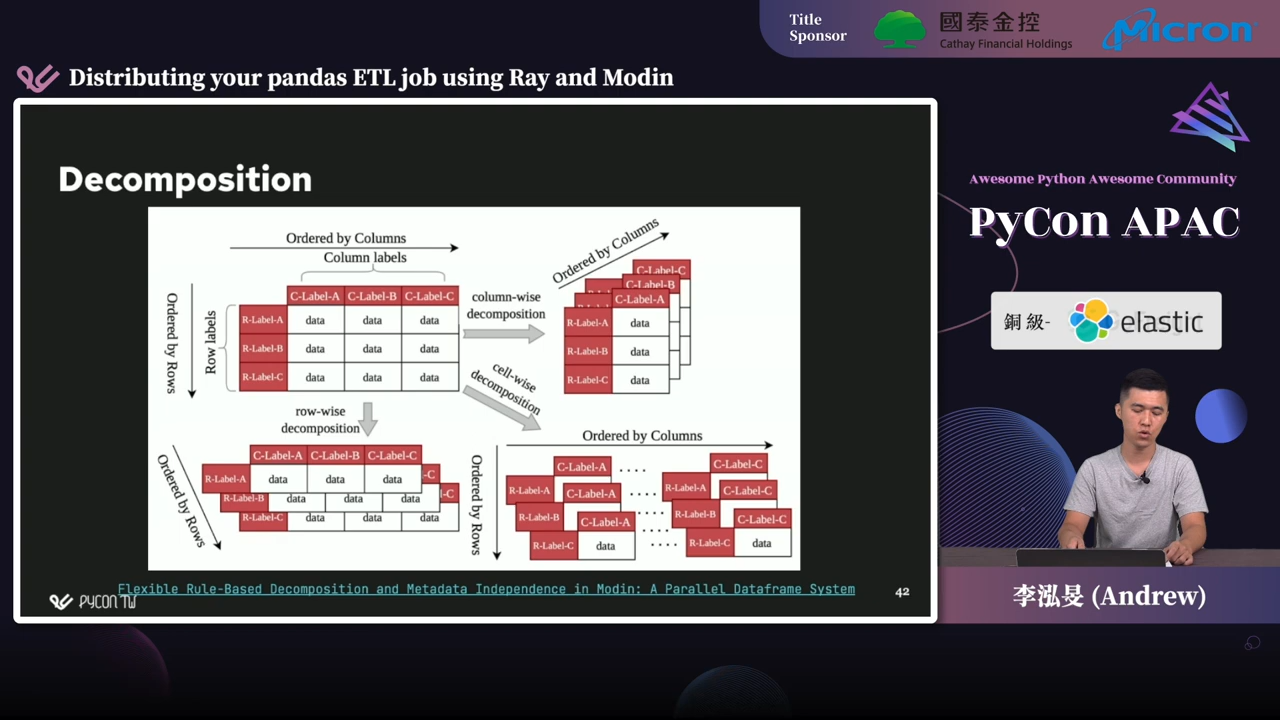 Title
Sponsor
國泰金控
Cathay Financial Holdings
Micron
Distributing your pandas ETL job using Ray and Modin
Decomposition
Ordered by Columns
Column labels
Ordered by Rows
Row labels
C-Label-A C-Label-B C-Label-C
R-Label-A data data data
R-Label-B data data data
R-Label-C data data data
column-wise
decomposition
Ordered by Columns
C-Label-C
C-Label-B
C-Label-A
R-Label-A data
R-Label-B data
R-Label-C data
cell-wise
decomposition
row-wise
decomposition
Ordered by Rows
C-Label-A C-Label-B C-Label-C
R-Label-A data data data -C
R-Label-B data data data -C
R-Label-C data data data
Ordered by Columns
Ordered by Rows
C-Label-A .... C-Label-C
R-Label-A C-Label-A .... R-Label-A C-Label-C
R-Label-B C-Label-A .... R-Label-B C-Label-C
R-Label-C data .... R-Label-C data
Flexible Rule-Based Decomposition and Metadata Independence in Modin: A Parallel Dataframe System
PYCON TW
42
Awesome Python Awesome Community
PyCon APAC
銅級-
elastic
李泓旻 (Andrew)